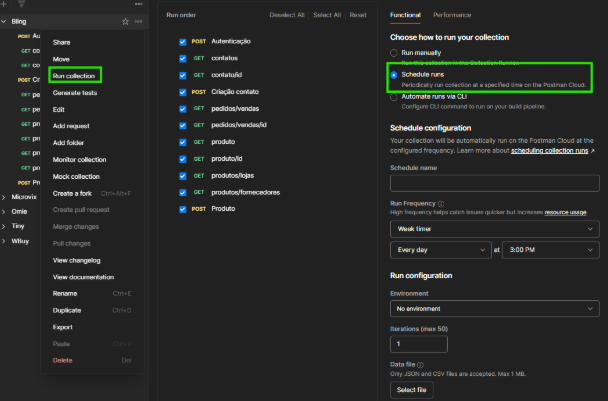 Bling
POST Au
GET co
GET co
POST Cr
GET pe
GET pe
GET pr
GET pr
GET pr
GET pr
POST Pr
Microvix
Omie
Tiny
WBuy
Share
Move
Run collection
Generate tests
Edit
Add request
Add folder
Monitor collection
Mock collection
Create a fork Ctrl+Alt+F
Create pull request
Merge changes
Pull changes
View changelog
View documentation
Rename Ctrl+E
Duplicate Ctrl+D
Export
Paste Ctrl+V
Delete Del
Run order Deselect All Select All Reset
POST Autenticação
GET contatos
GET contato/id
POST Criação contato
GET pedidos/vendas
GET pedidos/vendas/id
GET produto
GET produto/id
GET produtos/lojas
GET produtos/fornecedores
POST Produto
Functional Performance
Choose how to run your collection
Run manually
Run this collection in the Collection Runner.
Schedule runs
Periodically run collection at a specified time on the Postman Cloud.
Automate runs via CLI
Configure CLI command to run on your build pipeline.
Schedule configuration
Your collection will be automatically run on the Postman Cloud at the
configured frequency. Learn more about scheduling collection runs ↗
Schedule name
Run Frequency
High frequency helps catch issues quicker but increases resource usage
Week timer
Every day at 3:00 PM
Run configuration
Environment
No environment
Iterations (max 50)
1
Data file
Only JSON and CSV files are accepted. Max 1 MB.
Select file